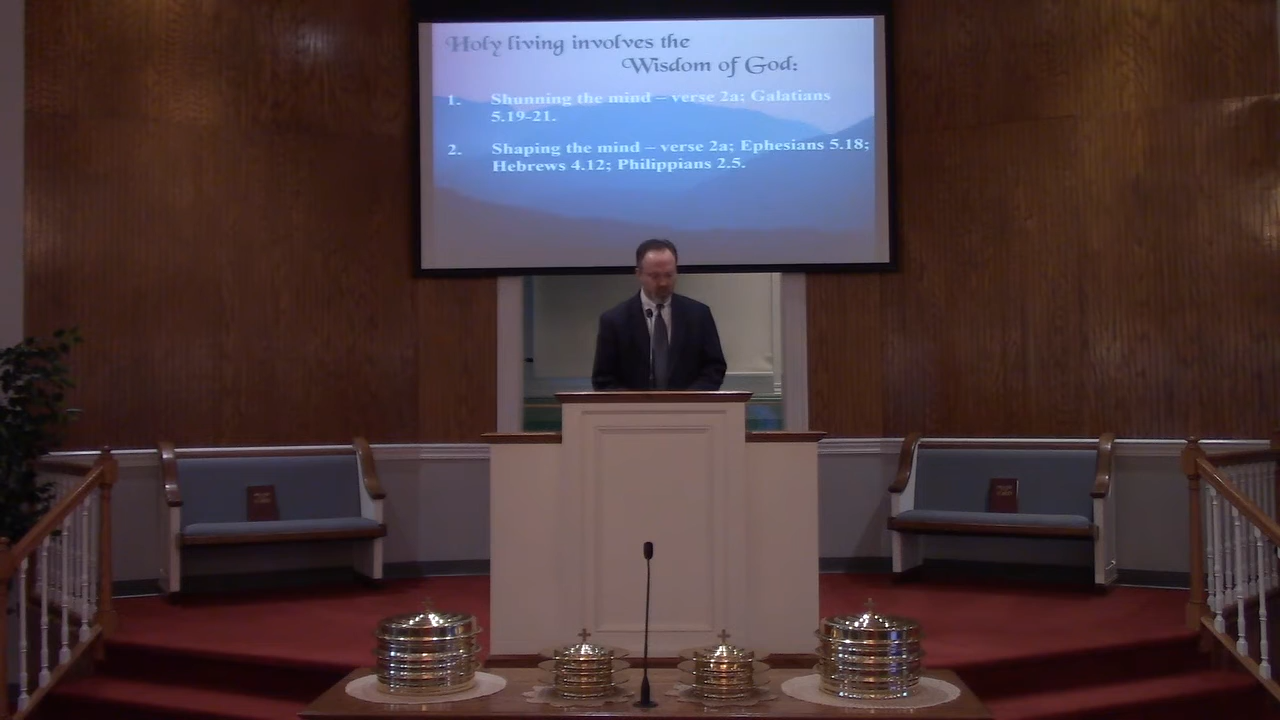 Holy living involves the
Wisdom of God:
1. Shunning the mind – verse 2a; Galatians
5.19-21.
2. Shaping the mind – verse 2a; Ephesians 5.18;
Hebrews 4.12; Philippians 2.5.